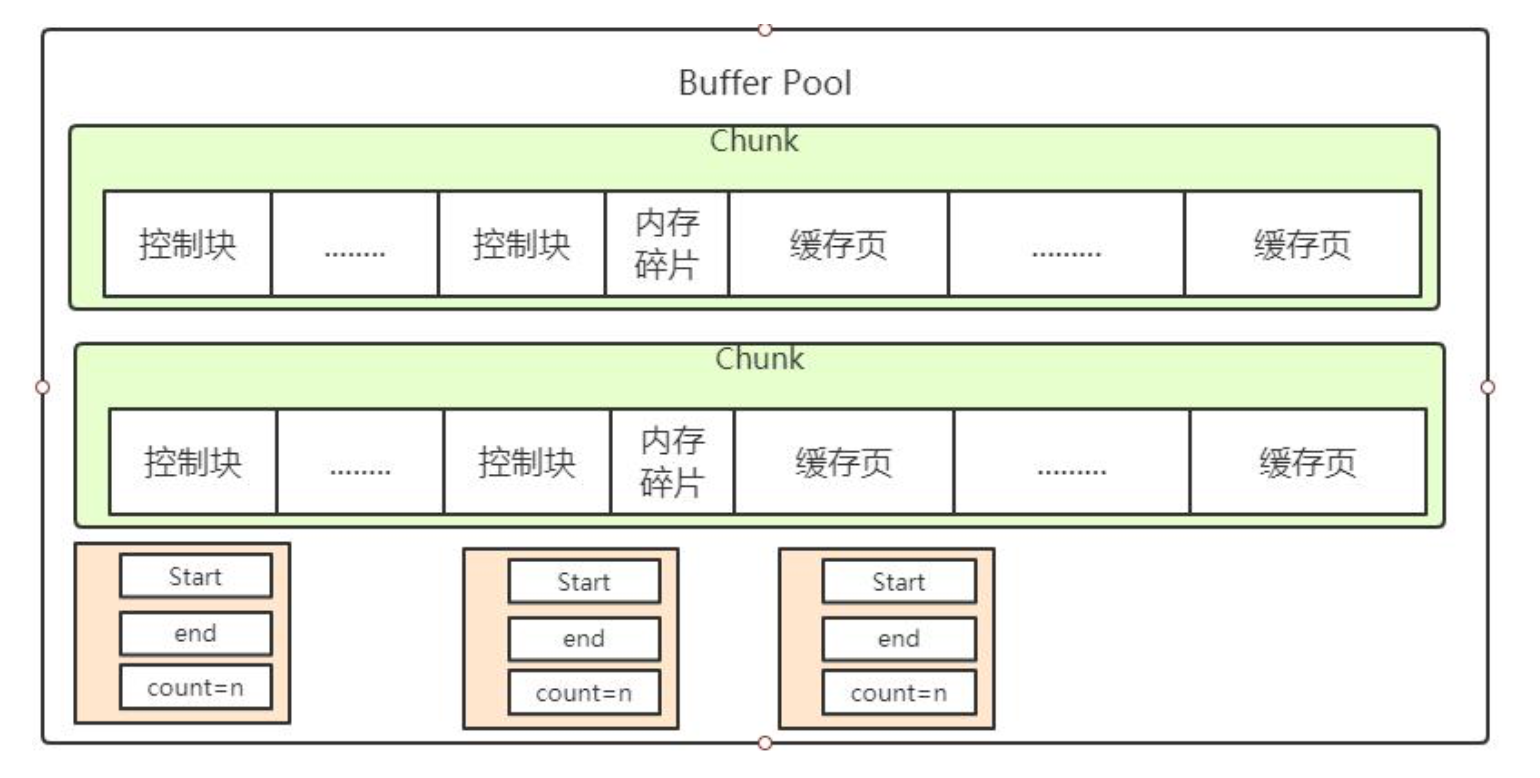 Buffer Pool
Chunk
控制块
........
控制块
内存
碎片
缓存页
.........
缓存页
Chunk
控制块
........
控制块
内存
碎片
缓存页
.........
缓存页
Start
end
count=n
Start
end
count=n
Start
end
count=n